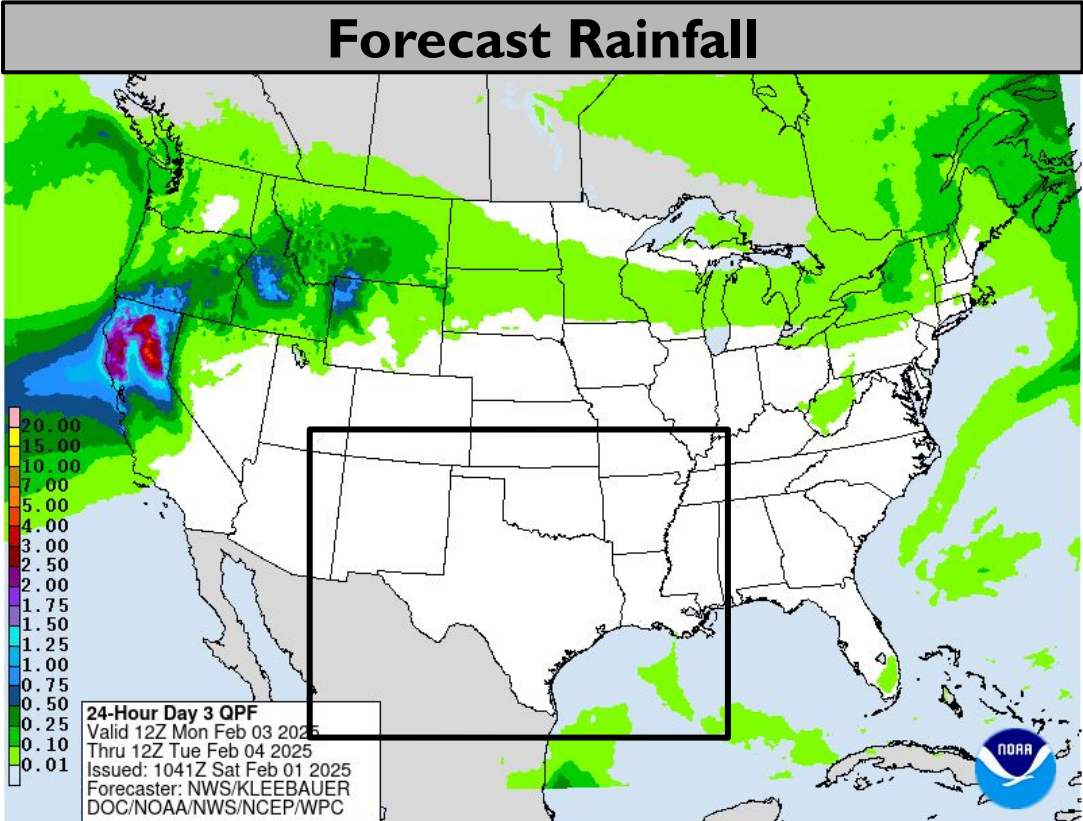 Forecast Rainfall
20.00
15.00
10.00
7.00
5.00
4.00
3.00
2.50
2.00
1.75
1.50
1.25
1.00
0.75
0.50
0.25
0.10
0.01
24-Hour Day 3 QPF
Valid 12Z Mon Feb 03 2025
Thru 12Z Tue Feb 04 2025
Issued: 1041Z Sat Feb 01 2025
Forecaster: NWS/KLEEBAUER
DOC/NOAA/NWS/NCEP/WPC
NOAA